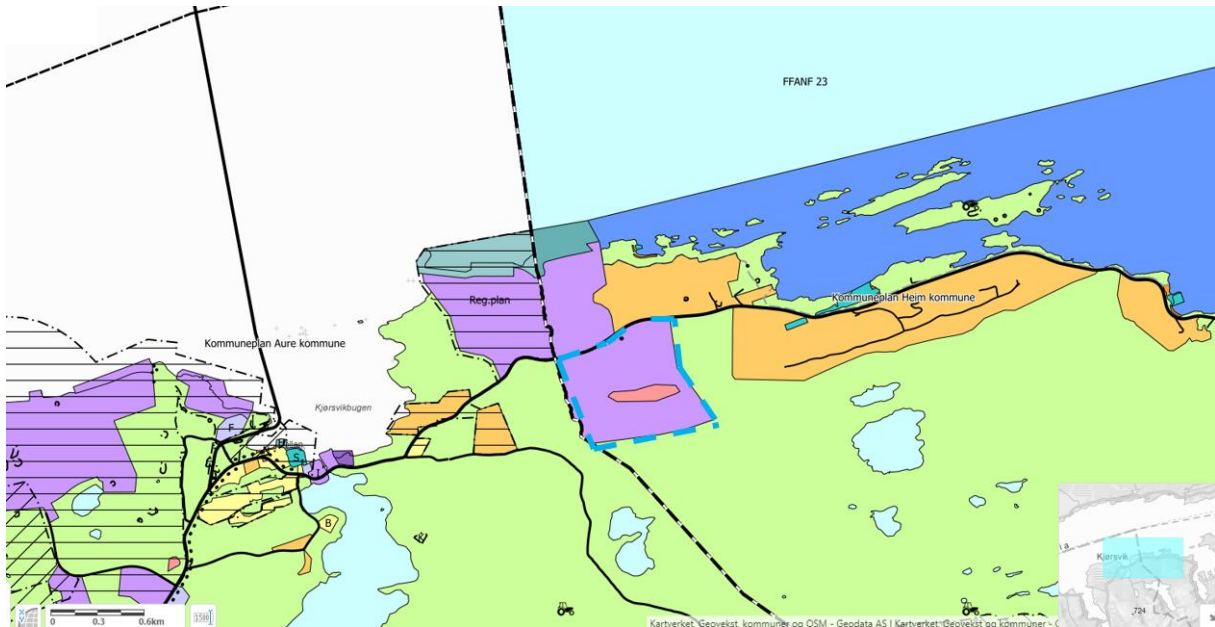 FFANF 23
Kommuneplan Heim kommune
Reg.plan
Kommuneplan Aure kommune
Kjørsvikbugen
F
S
B
Kjørsvik
724
0 0.3 0.6km
Kartverket, Geovekst, kommuner og OSM - Geodata AS | Kartverket, Geovekst og kommuner -